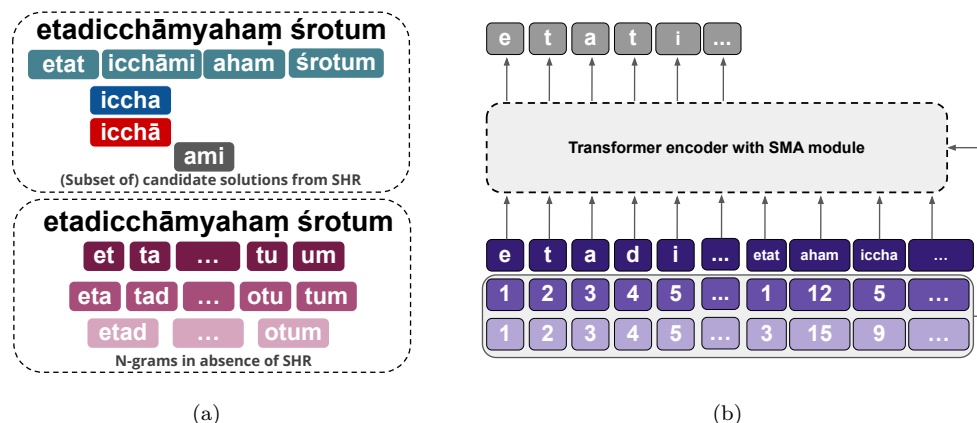 etadicchāmyahaṃ śrotum
etat icchāmi aham śrotum
iccha
icchā
ami
(Subset of) candidate solutions from SHR
etadicchāmyahaṃ śrotum
et ta ... tu um
eta tad ... otu tum
etad ... otum
N-grams in absence of SHR
(a)
e t a t i ...
Transformer encoder with SMA module
e t a d i ... etat aham iccha ...
1 2 3 4 5 ... 1 12 5 ...
1 2 3 4 5 ... 3 15 9 ...
(b)